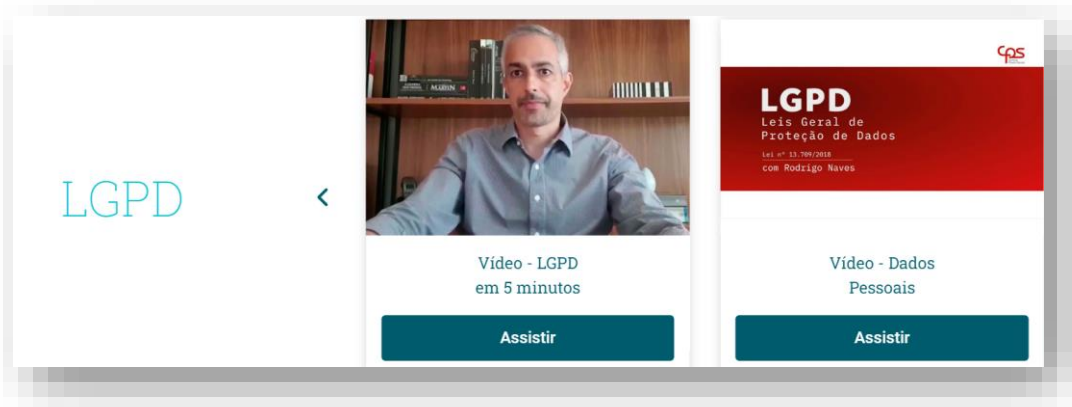 LGPD
M.LUBIN
Vídeo - LGPD
em 5 minutos
Assistir
cps
LGPD
Leis Geral de
Proteção de Dados
Lei nº 13.709/2018
com Rodrigo Naves
Vídeo - Dados
Pessoais
Assistir